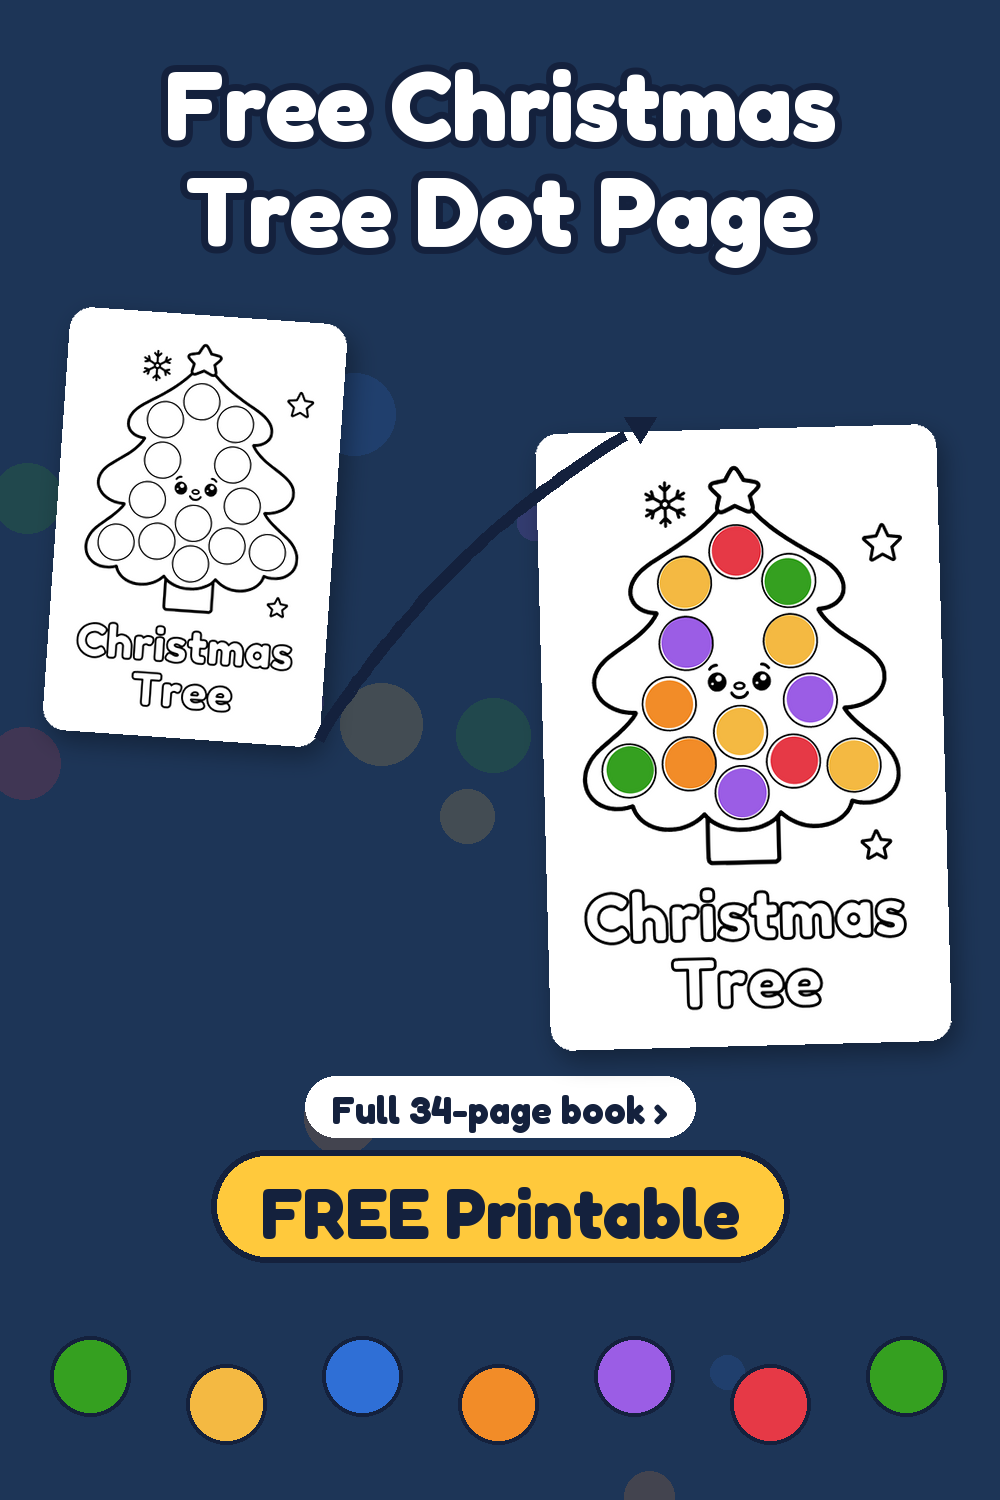 Free Christmas
Tree Dot Page
Christmas
Tree
Christmas
Tree
Full 34-page book ›
FREE Printable